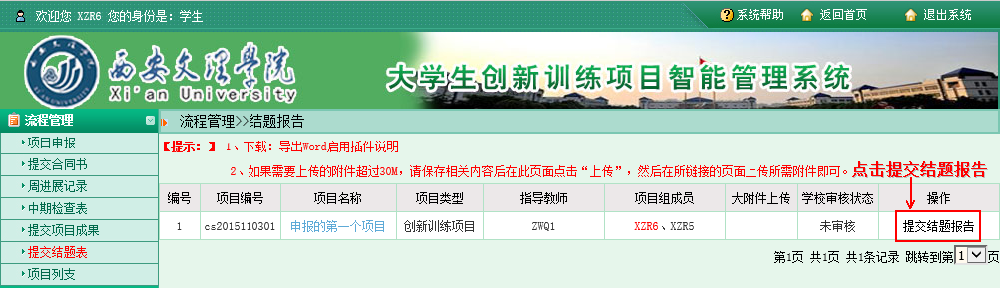 欢迎您 XZR6 您的身份是：学生
系统帮助 返回首页 退出系统
西安文理学院
Xi'an University
大学生创新训练项目智能管理系统
流程管理
流程管理>>结题报告
项目申报
提交合同书
周进展记录
中期检查表
提交项目成果
提交结题表
项目列支
【提示：】 1、下载：导出Word启用插件说明
2、如果需要上传的附件超过30M，请保存相关内容后在此页面点击“上传”，然后在所链接的页面上传所需附件即可。
点击提交结题报告
编号 项目编号 项目名称 项目类型 指导教师 项目组成员 大附件上传 学校审核状态 操作
1 cs2015110301 申报的第一个项目 创新训练项目 ZWQ1 XZR6、XZR5 未审核 提交结题报告
第1页 共1页 共1条记录 跳转到第 1 页